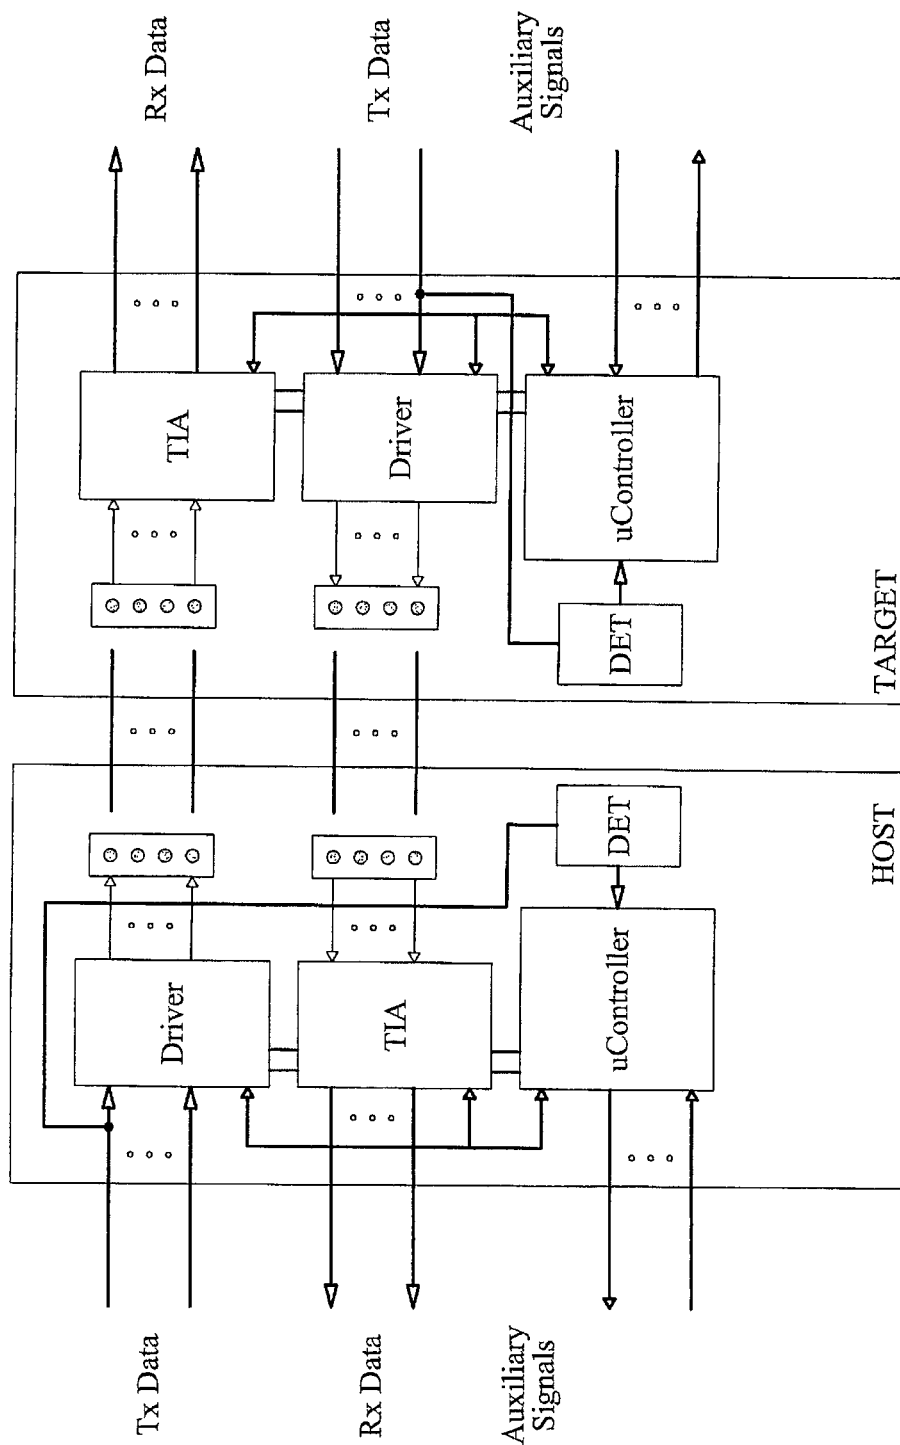 Tx Data
Rx Data
Auxiliary
Signals
Driver
TIA
uController
DET
HOST
TIA
Driver
uController
DET
TARGET
Rx Data
Tx Data
Auxiliary
Signals